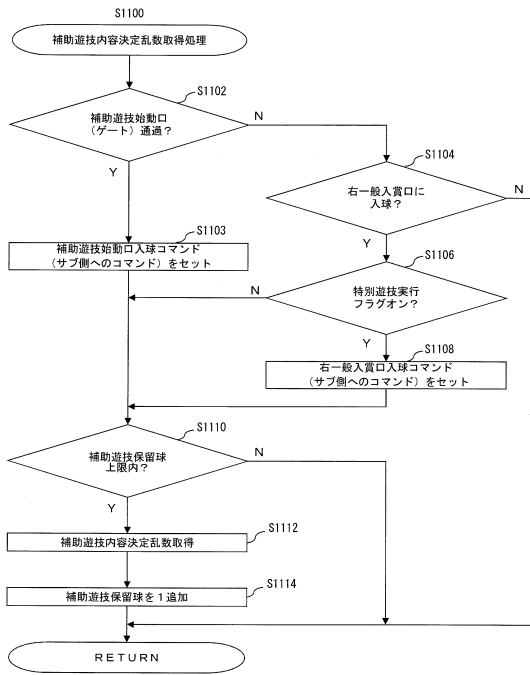 S1100
補助遊技内容決定乱数取得処理
S1102
補助遊技始動口
（ゲート）通過？
N
Y
S1104
右一般入賞口に
入球？
N
Y
S1103
補助遊技始動口入球コマンド
（サブ側へのコマンド）をセット
S1106
特別遊技実行
フラグオン？
N
Y
S1108
右一般入賞口入球コマンド
（サブ側へのコマンド）をセット
S1110
補助遊技保留球
上限内？
N
Y
S1112
補助遊技内容決定乱数取得
S1114
補助遊技保留球を１追加
RETURN